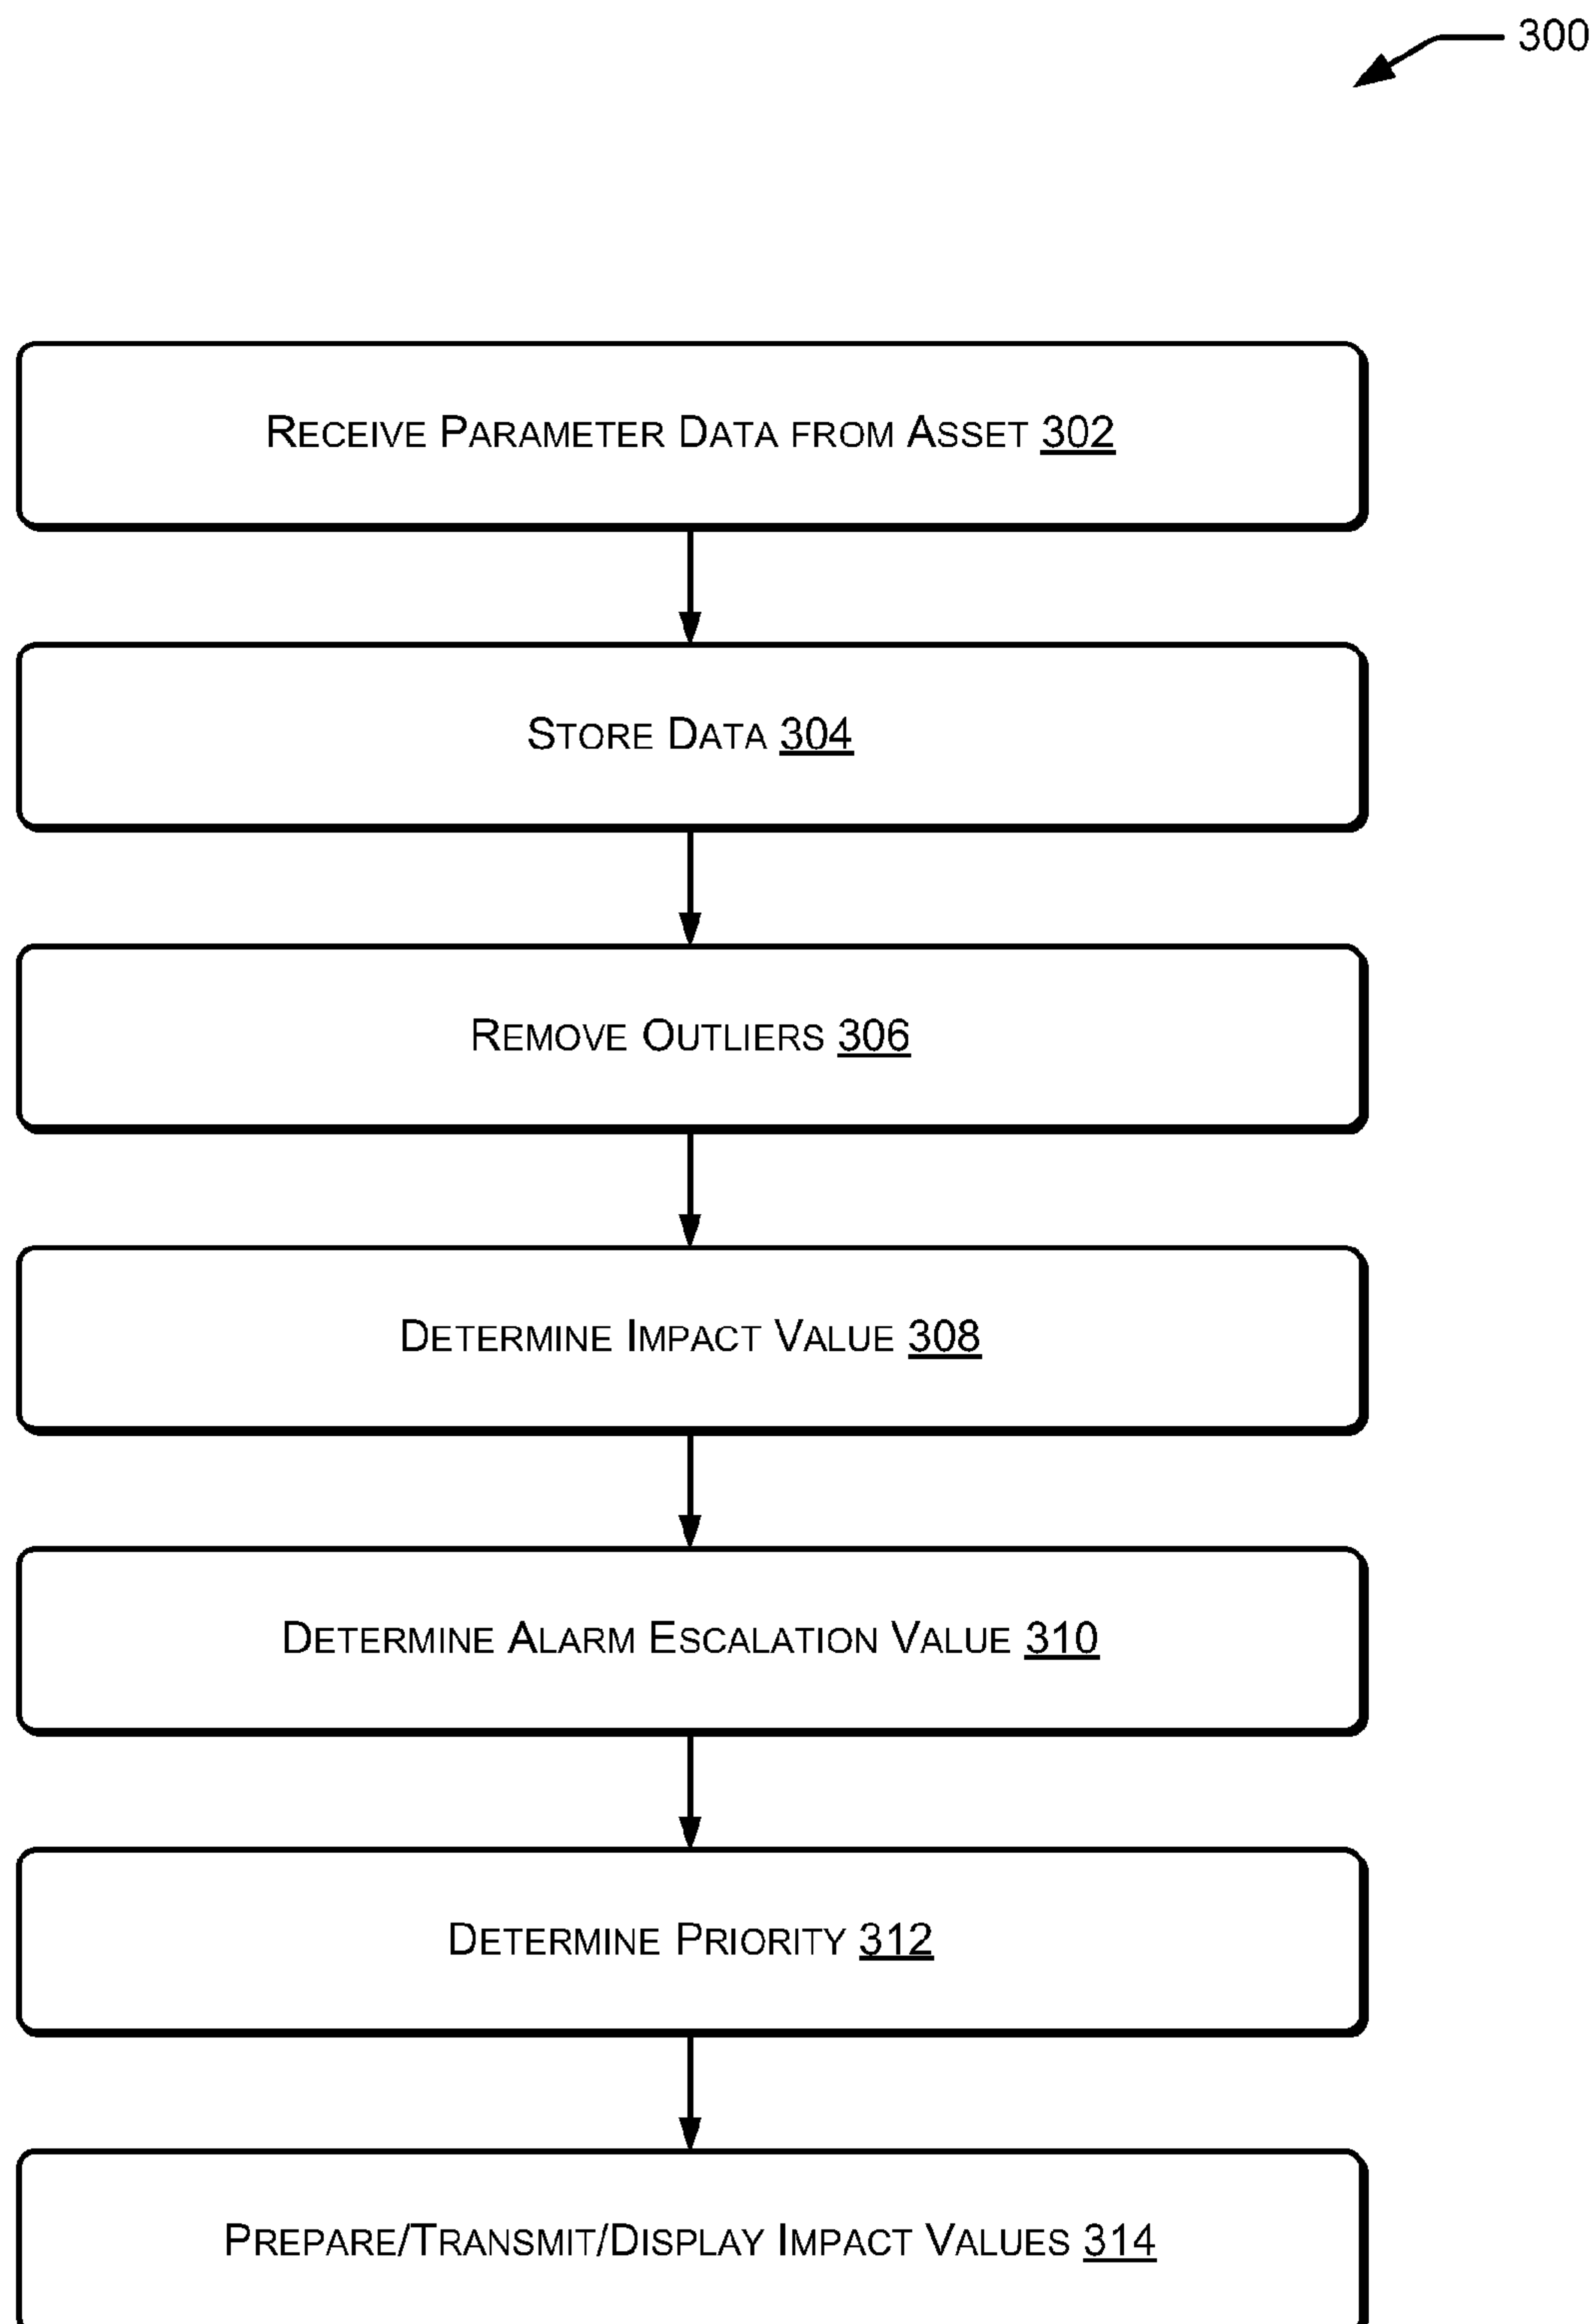 300
Receive Parameter Data from Asset 302
Store Data 304
Remove Outliers 306
Determine Impact Value 308
Determine Alarm Escalation Value 310
Determine Priority 312
Prepare/Transmit/Display Impact Values 314